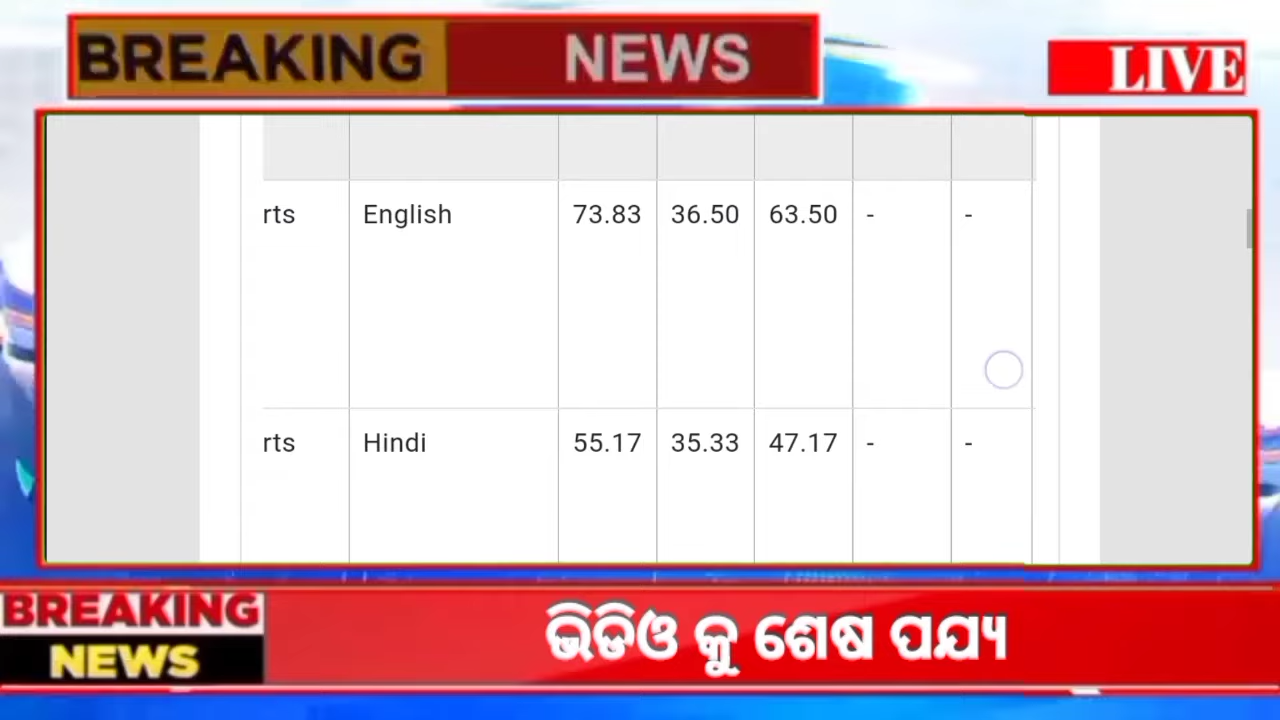 BREAKING NEWS
LIVE
rts English 73.83 36.50 63.50 - -
rts Hindi 55.17 35.33 47.17 - -
BREAKING
NEWS
ଭିଡିଓ କୁ ଶେଷ ପଯ୍ୟ